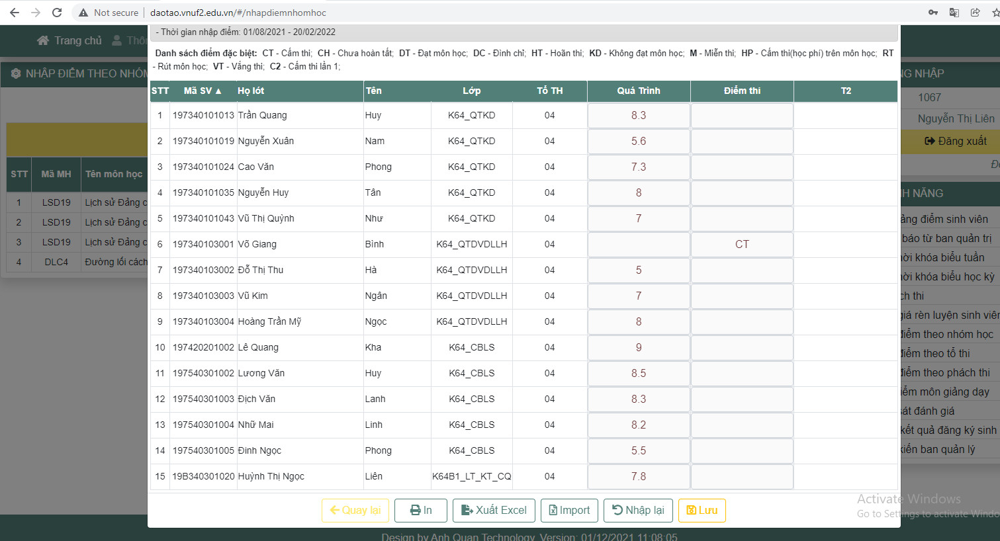 Not secure | daotao.vnuf2.edu.vn/#/nhapdiemnhomhoc
Trang chủ Thôn
NHẬP ĐIỂM THEO NHÓM
STT Mã MH Tên môn học
1 LSD19 Lịch sử Đảng c
2 LSD19 Lịch sử Đảng c
3 LSD19 Lịch sử Đảng c
4 DLC4 Đường lối cách
- Thời gian nhập điểm: 01/08/2021 - 20/02/2022
Danh sách điểm đặc biệt: CT - Cấm thi; CH - Chưa hoàn tất; DT - Đạt môn học; DC - Đình chỉ; HT - Hoãn thi; KD - Không đạt môn học; M - Miễn thi; HP - Cấm thi(học phí) trên môn học; RT
- Rút môn học; VT - Vắng thi; C2 - Cấm thi lần 1;
STT Mã SV ▲ Họ lót Tên Lớp Tổ TH Quá Trình Điểm thi T2
1 197340101013 Trần Quang Huy K64_QTKD 04 8.3
2 197340101019 Nguyễn Xuân Nam K64_QTKD 04 5.6
3 197340101024 Cao Văn Phong K64_QTKD 04 7.3
4 197340101035 Nguyễn Huy Tân K64_QTKD 04 8
5 197340101043 Vũ Thị Quỳnh Như K64_QTKD 04 7
6 197340103001 Võ Giang Bình K64_QTDVDLLH 04 CT
7 197340103002 Đỗ Thị Thu Hà K64_QTDVDLLH 04 5
8 197340103003 Vũ Kim Ngân K64_QTDVDLLH 04 7
9 197340103004 Hoàng Trần Mỹ Ngọc K64_QTDVDLLH 04 8
10 197420201002 Lê Quang Kha K64_CBLS 04 9
11 197540301002 Lương Văn Huy K64_CBLS 04 8.5
12 197540301003 Địch Văn Lanh K64_CBLS 04 8.3
13 197540301004 Nhữ Mai Linh K64_CBLS 04 8.2
14 197540301005 Đinh Ngọc Phong K64_CBLS 04 5.5
15 19B340301020 Huỳnh Thị Ngọc Liên K64B1_LT_KT_CQ 04 7.8
Quay lại In Xuất Excel Import Nhập lại Lưu
NG NHẬP
1067
Nguyễn Thị Liên
Đăng xuất
H NĂNG
ảng điểm sinh viên
báo từ ban quản trị
hời khóa biểu tuần
hời khóa biểu học kỳ
ch thi
giá rèn luyện sinh viên
điểm theo nhóm học
điểm theo tổ thi
điểm theo phách thi
iểm môn giảng dạy
sát đánh giá
kết quả đăng ký sinh
kiến ban quản lý
Activate Windows
Go to Settings to activate Windo
Design by Anh Quan Technology. Version: 01/12/2021 11:08:05